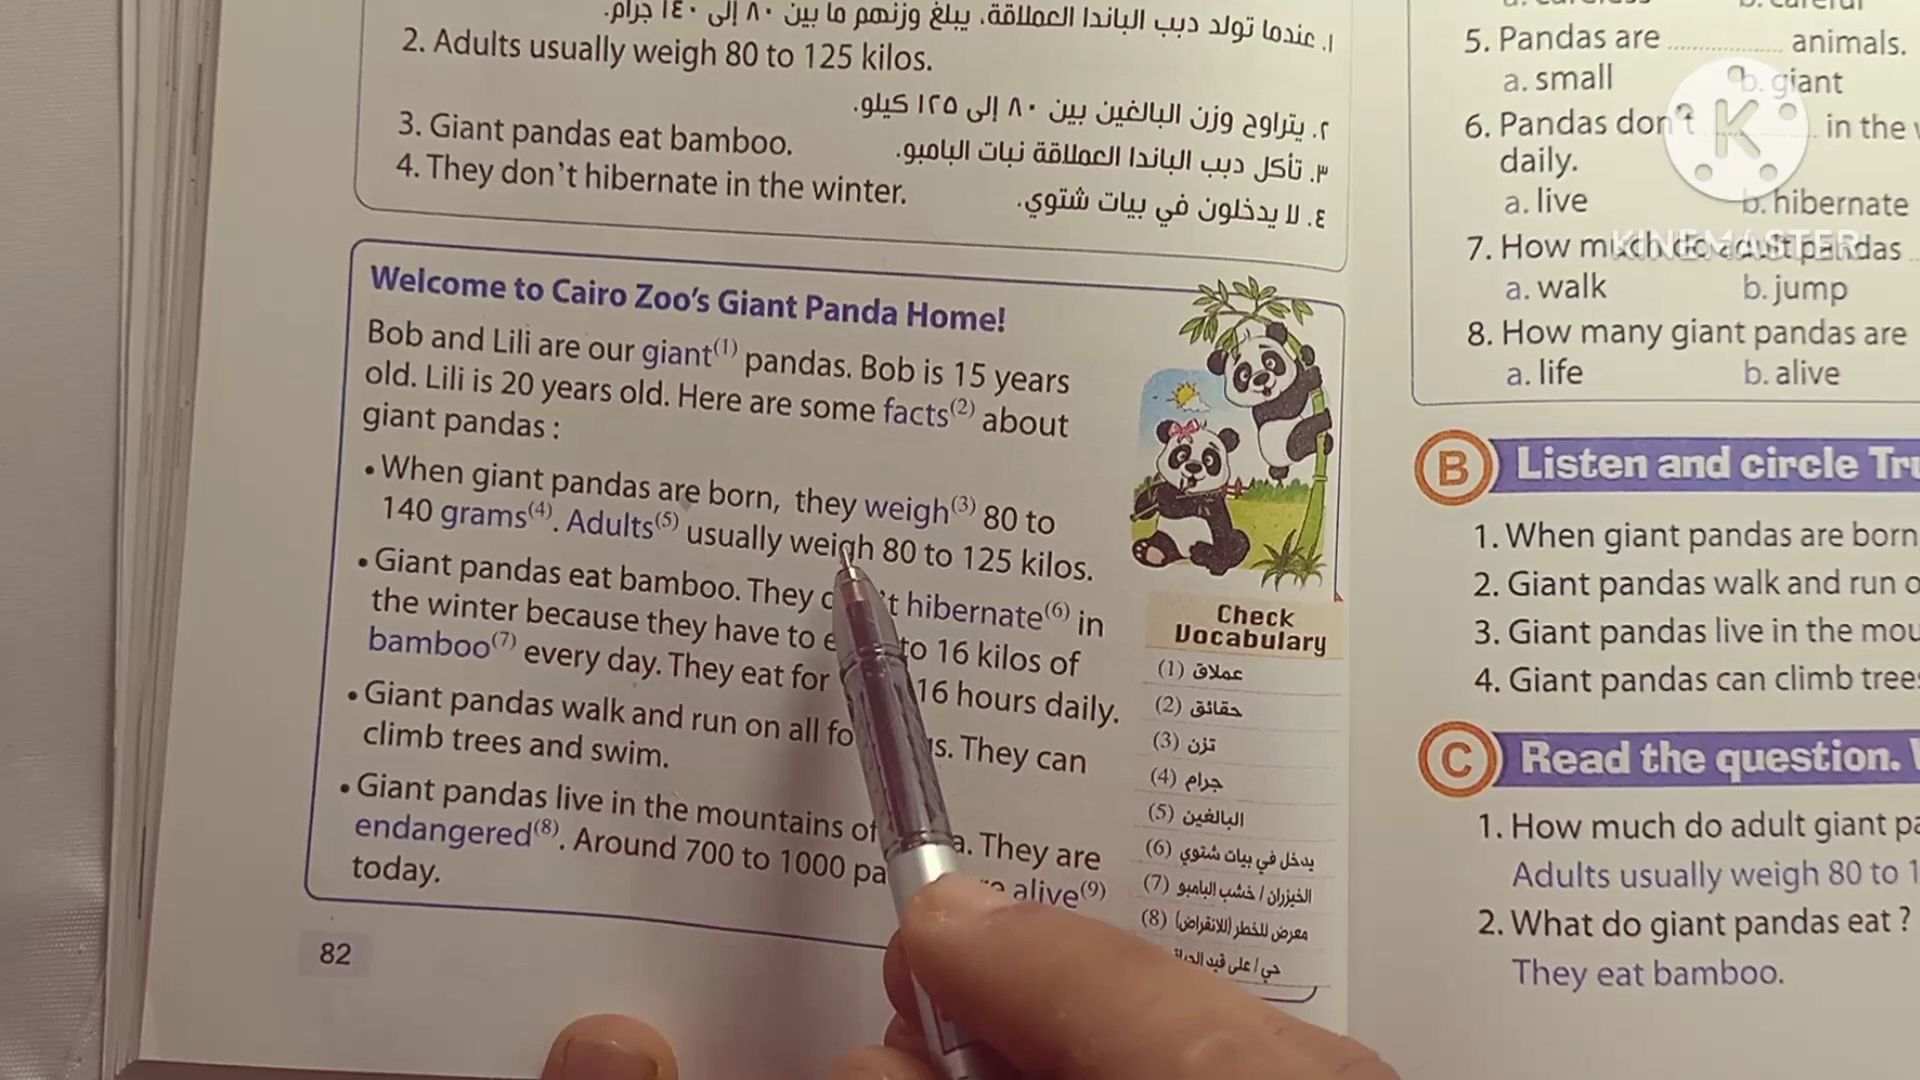 ١. عندما تولد دبب الباندا العملاقة، يبلغ وزنهم ما بين ٨٠ إلى ١٤٠ جرام.
2. Adults usually weigh 80 to 125 kilos.
٢. يتراوح وزن البالغين بين ٨٠ إلى ١٢٥ كيلو.
3. Giant pandas eat bamboo.
٣. تأكل دبب الباندا العملاقة نبات البامبو.
4. They don't hibernate in the winter.
٤. لا يدخلون في بيات شتوي.
Welcome to Cairo Zoo's Giant Panda Home!
Bob and Lili are our giant(1) pandas. Bob is 15 years
old. Lili is 20 years old. Here are some facts(2) about
giant pandas :
• When giant pandas are born, they weigh(3) 80 to
140 grams(4). Adults(5) usually weigh 80 to 125 kilos.
• Giant pandas eat bamboo. They hibernate(6) in
the winter because they have to to 16 kilos of
bamboo(7) every day. They eat for 16 hours daily.
• Giant pandas walk and run on all They can
climb trees and swim.
• Giant pandas live in the mountains of They are
endangered(8). Around 700 to 1000 alive(9)
today.
Check
Vocabulary
(1) عملاق
(2) حقائق
(3) تزن
(4) جرام
(5) البالغين
(6) يدخل في بيات شتوي
(7) الخيزران / خشب البامبو
(8) معرض للخطر (للانقراض)
حي / على قيد الحياة
82
5. Pandas are animals.
a. small b. giant
6. Pandas don't in the
daily.
a. live b. hibernate
7. How much do adult pandas
a. walk b. jump
8. How many giant pandas are
a. life b. alive
B Listen and circle
1. When giant pandas are born
2. Giant pandas walk and run
3. Giant pandas live in the
4. Giant pandas can climb trees
C Read the question.
1. How much do adult giant
Adults usually weigh 80 to
2. What do giant pandas eat ?
They eat bamboo.
K
KINEMASTER